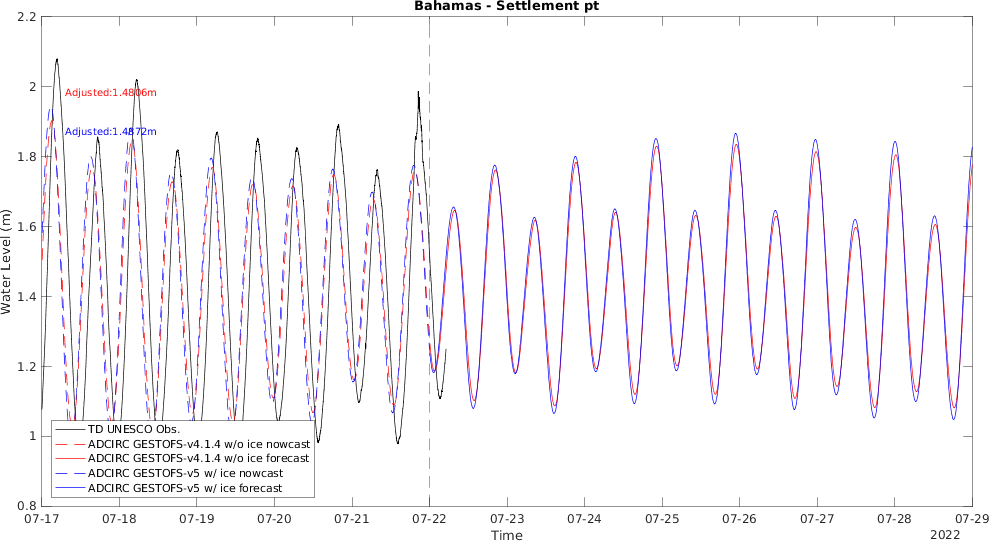 Bahamas - Settlement pt
Water Level (m)
2.2
2
1.8
1.6
1.4
1.2
1
0.8
Adjusted:1.4806m
Adjusted:1.4872m
TD UNESCO Obs.
ADCIRC GESTOFS-v4.1.4 w/o ice nowcast
ADCIRC GESTOFS-v4.1.4 w/o ice forecast
ADCIRC GESTOFS-v5 w/ ice nowcast
ADCIRC GESTOFS-v5 w/ ice forecast
07-17 07-18 07-19 07-20 07-21 07-22 07-23 07-24 07-25 07-26 07-27 07-28 07-29
Time
2022